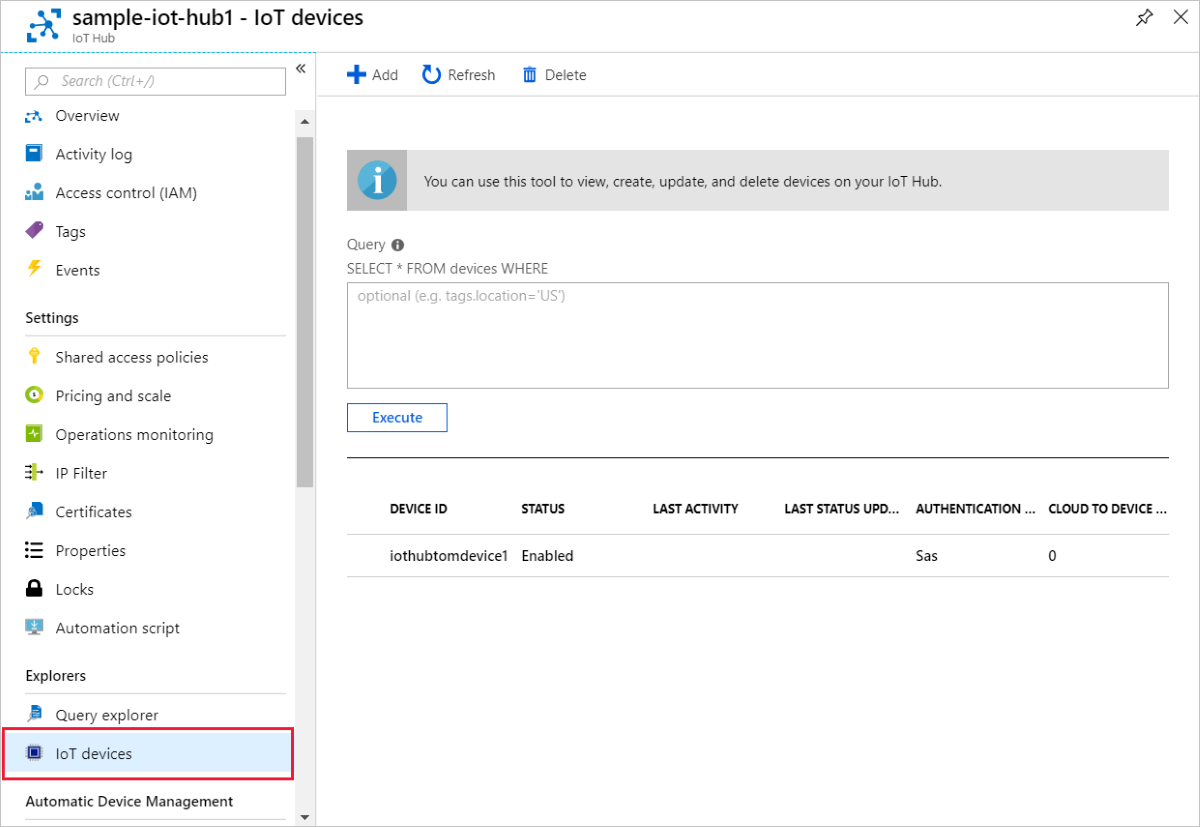 sample-iot-hub1 - IoT devices
IoT Hub
Search (Ctrl+/)
Overview
Activity log
Access control (IAM)
Tags
Events
Settings
Shared access policies
Pricing and scale
Operations monitoring
IP Filter
Certificates
Properties
Locks
Automation script
Explorers
Query explorer
IoT devices
Automatic Device Management
Add Refresh Delete
You can use this tool to view, create, update, and delete devices on your IoT Hub.
Query
SELECT * FROM devices WHERE
optional (e.g. tags.location='US')
Execute
DEVICE ID STATUS LAST ACTIVITY LAST STATUS UPD... AUTHENTICATION ... CLOUD TO DEVICE ...
iothubtomdevice1 Enabled Sas 0